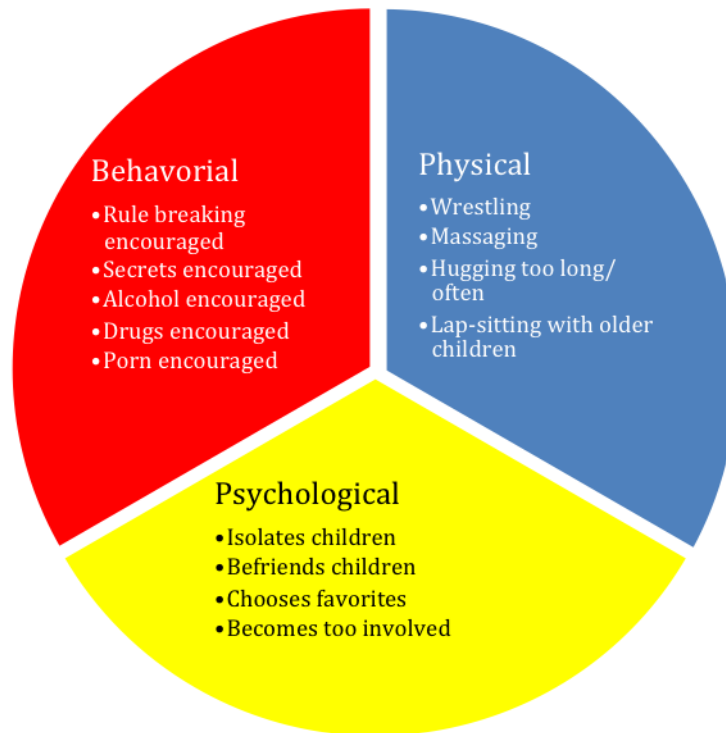 Behavorial
•Rule breaking
encouraged
•Secrets encouraged
•Alcohol encouraged
•Drugs encouraged
•Porn encouraged
Physical
•Wrestling
•Massaging
•Hugging too long/
often
•Lap-sitting with older
children
Psychological
•Isolates children
•Befriends children
•Chooses favorites
•Becomes too involved